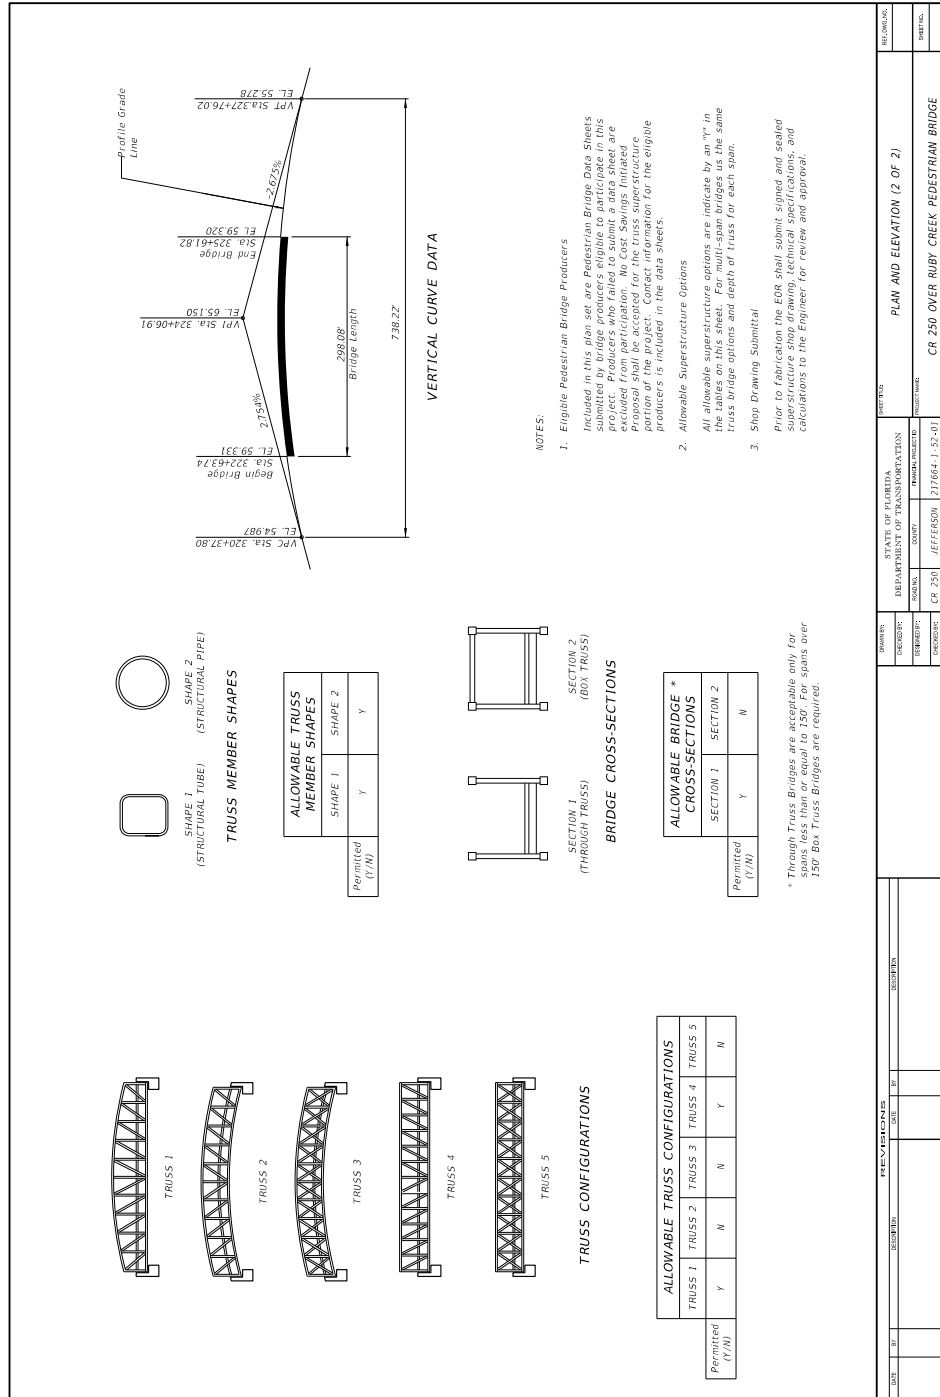 TRUSS 1
TRUSS 2
TRUSS 3
TRUSS 4
TRUSS 5
TRUSS CONFIGURATIONS
ALLOWABLE TRUSS CONFIGURATIONS
TRUSS 1 TRUSS 2 TRUSS 3 TRUSS 4 TRUSS 5
Permitted
(Y/N)
Y N N Y N
SHAPE 1
(STRUCTURAL TUBE)
SHAPE 2
(STRUCTURAL PIPE)
TRUSS MEMBER SHAPES
ALLOWABLE TRUSS
MEMBER SHAPES
SHAPE 1 SHAPE 2
Permitted
(Y/N)
Y Y
SECTION 1
(THROUGH TRUSS)
SECTION 2
(BOX TRUSS)
BRIDGE CROSS-SECTIONS
ALLOWABLE BRIDGE *
CROSS-SECTIONS
SECTION 1 SECTION 2
Permitted
(Y/N)
Y N
* Through Truss Bridges are acceptable only for
spans less than or equal to 150'. For spans over
150' Box Truss Bridges are required.
VPC Sta. 320+37.80
EL. 54.987
Begin Bridge
Sta. 322+63.74
EL. 59.331
2.754%
VPI Sta. 324+06.91
EL. 65.150
End Bridge
Sta. 325+61.82
EL. 59.320
-2.675%
Profile Grade
Line
VPT Sta.327+76.02
EL. 55.278
298.08'
Bridge Length
738.22'
VERTICAL CURVE DATA
NOTES:
1. Eligible Pedestrian Bridge Producers
Included in this plan set are Pedestrian Bridge Data Sheets
submitted by bridge producers eligible to participate in this
project. Producers who failed to submit a data sheet are
excluded from participation. No Cost Savings Initiated
Proposal shall be accepted for the truss superstructure
portion of the project. Contact information for the eligible
producers is included in the data sheets.
2. Allowable Superstructure Options
All allowable superstructure options are indicate by an "Y" in
the tables on this sheet. For multi-span bridges us the same
truss bridge options and depth of truss for each span.
3. Shop Drawing Submittal
Prior to fabrication the EOR shall submit signed and sealed
superstructure shop drawing, technical specifications, and
calculations to the Engineer for review and approval.
REVISIONS
DATE BY DESCRIPTION DATE BY DESCRIPTION
DRAWN BY:
CHECKED BY:
DESIGNED BY:
CHECKED BY:
STATE OF FLORIDA
DEPARTMENT OF TRANSPORTATION
ROAD NO. COUNTY FINANCIAL PROJECT ID
CR 250 JEFFERSON 217664-1-52-01
SHEET TITLE:
PLAN AND ELEVATION (2 OF 2)
PROJECT NAME:
CR 250 OVER RUBY CREEK PEDESTRIAN BRIDGE
REF. DWG. NO.
SHEET NO.